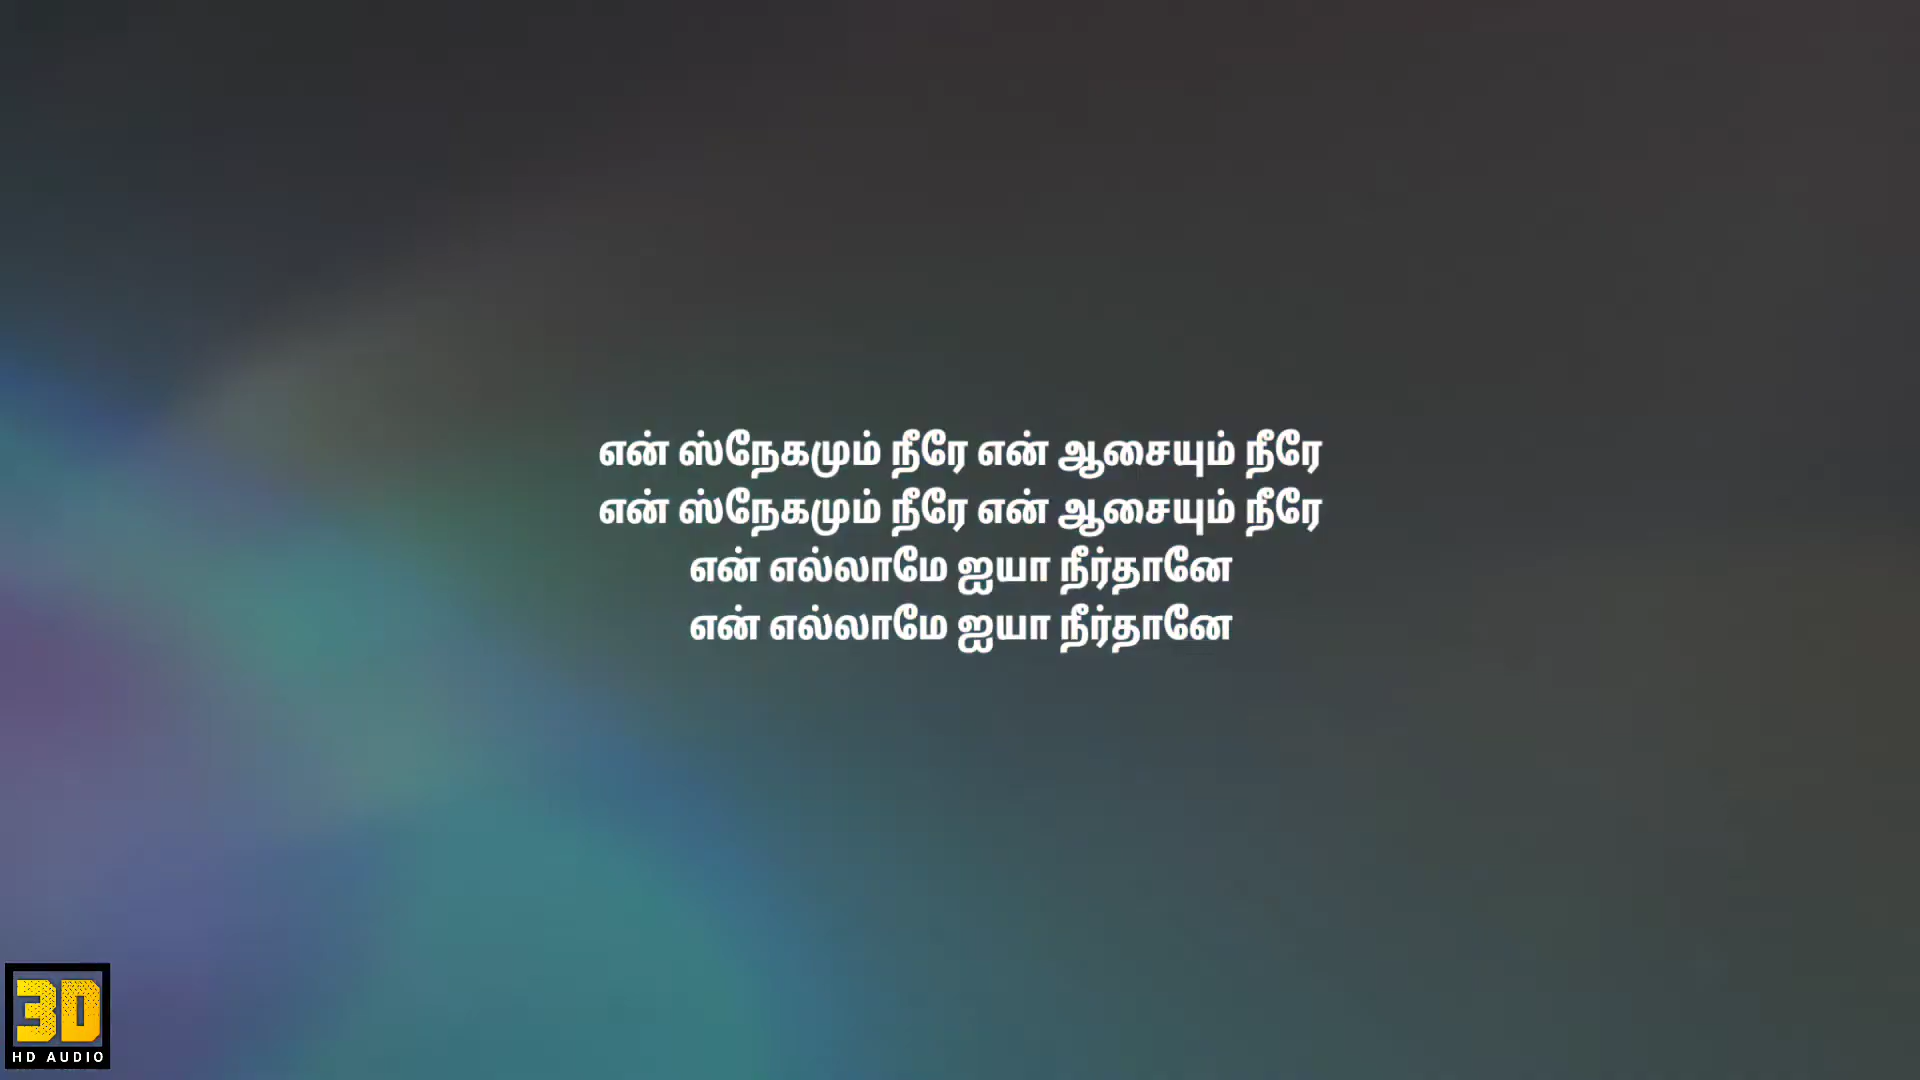 என் ஸ்நேகமும் நீரே என் ஆசையும் நீரே
என் ஸ்நேகமும் நீரே என் ஆசையும் நீரே
என் எல்லாமே ஐயா நீர்தானே
என் எல்லாமே ஐயா நீர்தானே
3D
HD AUDIO